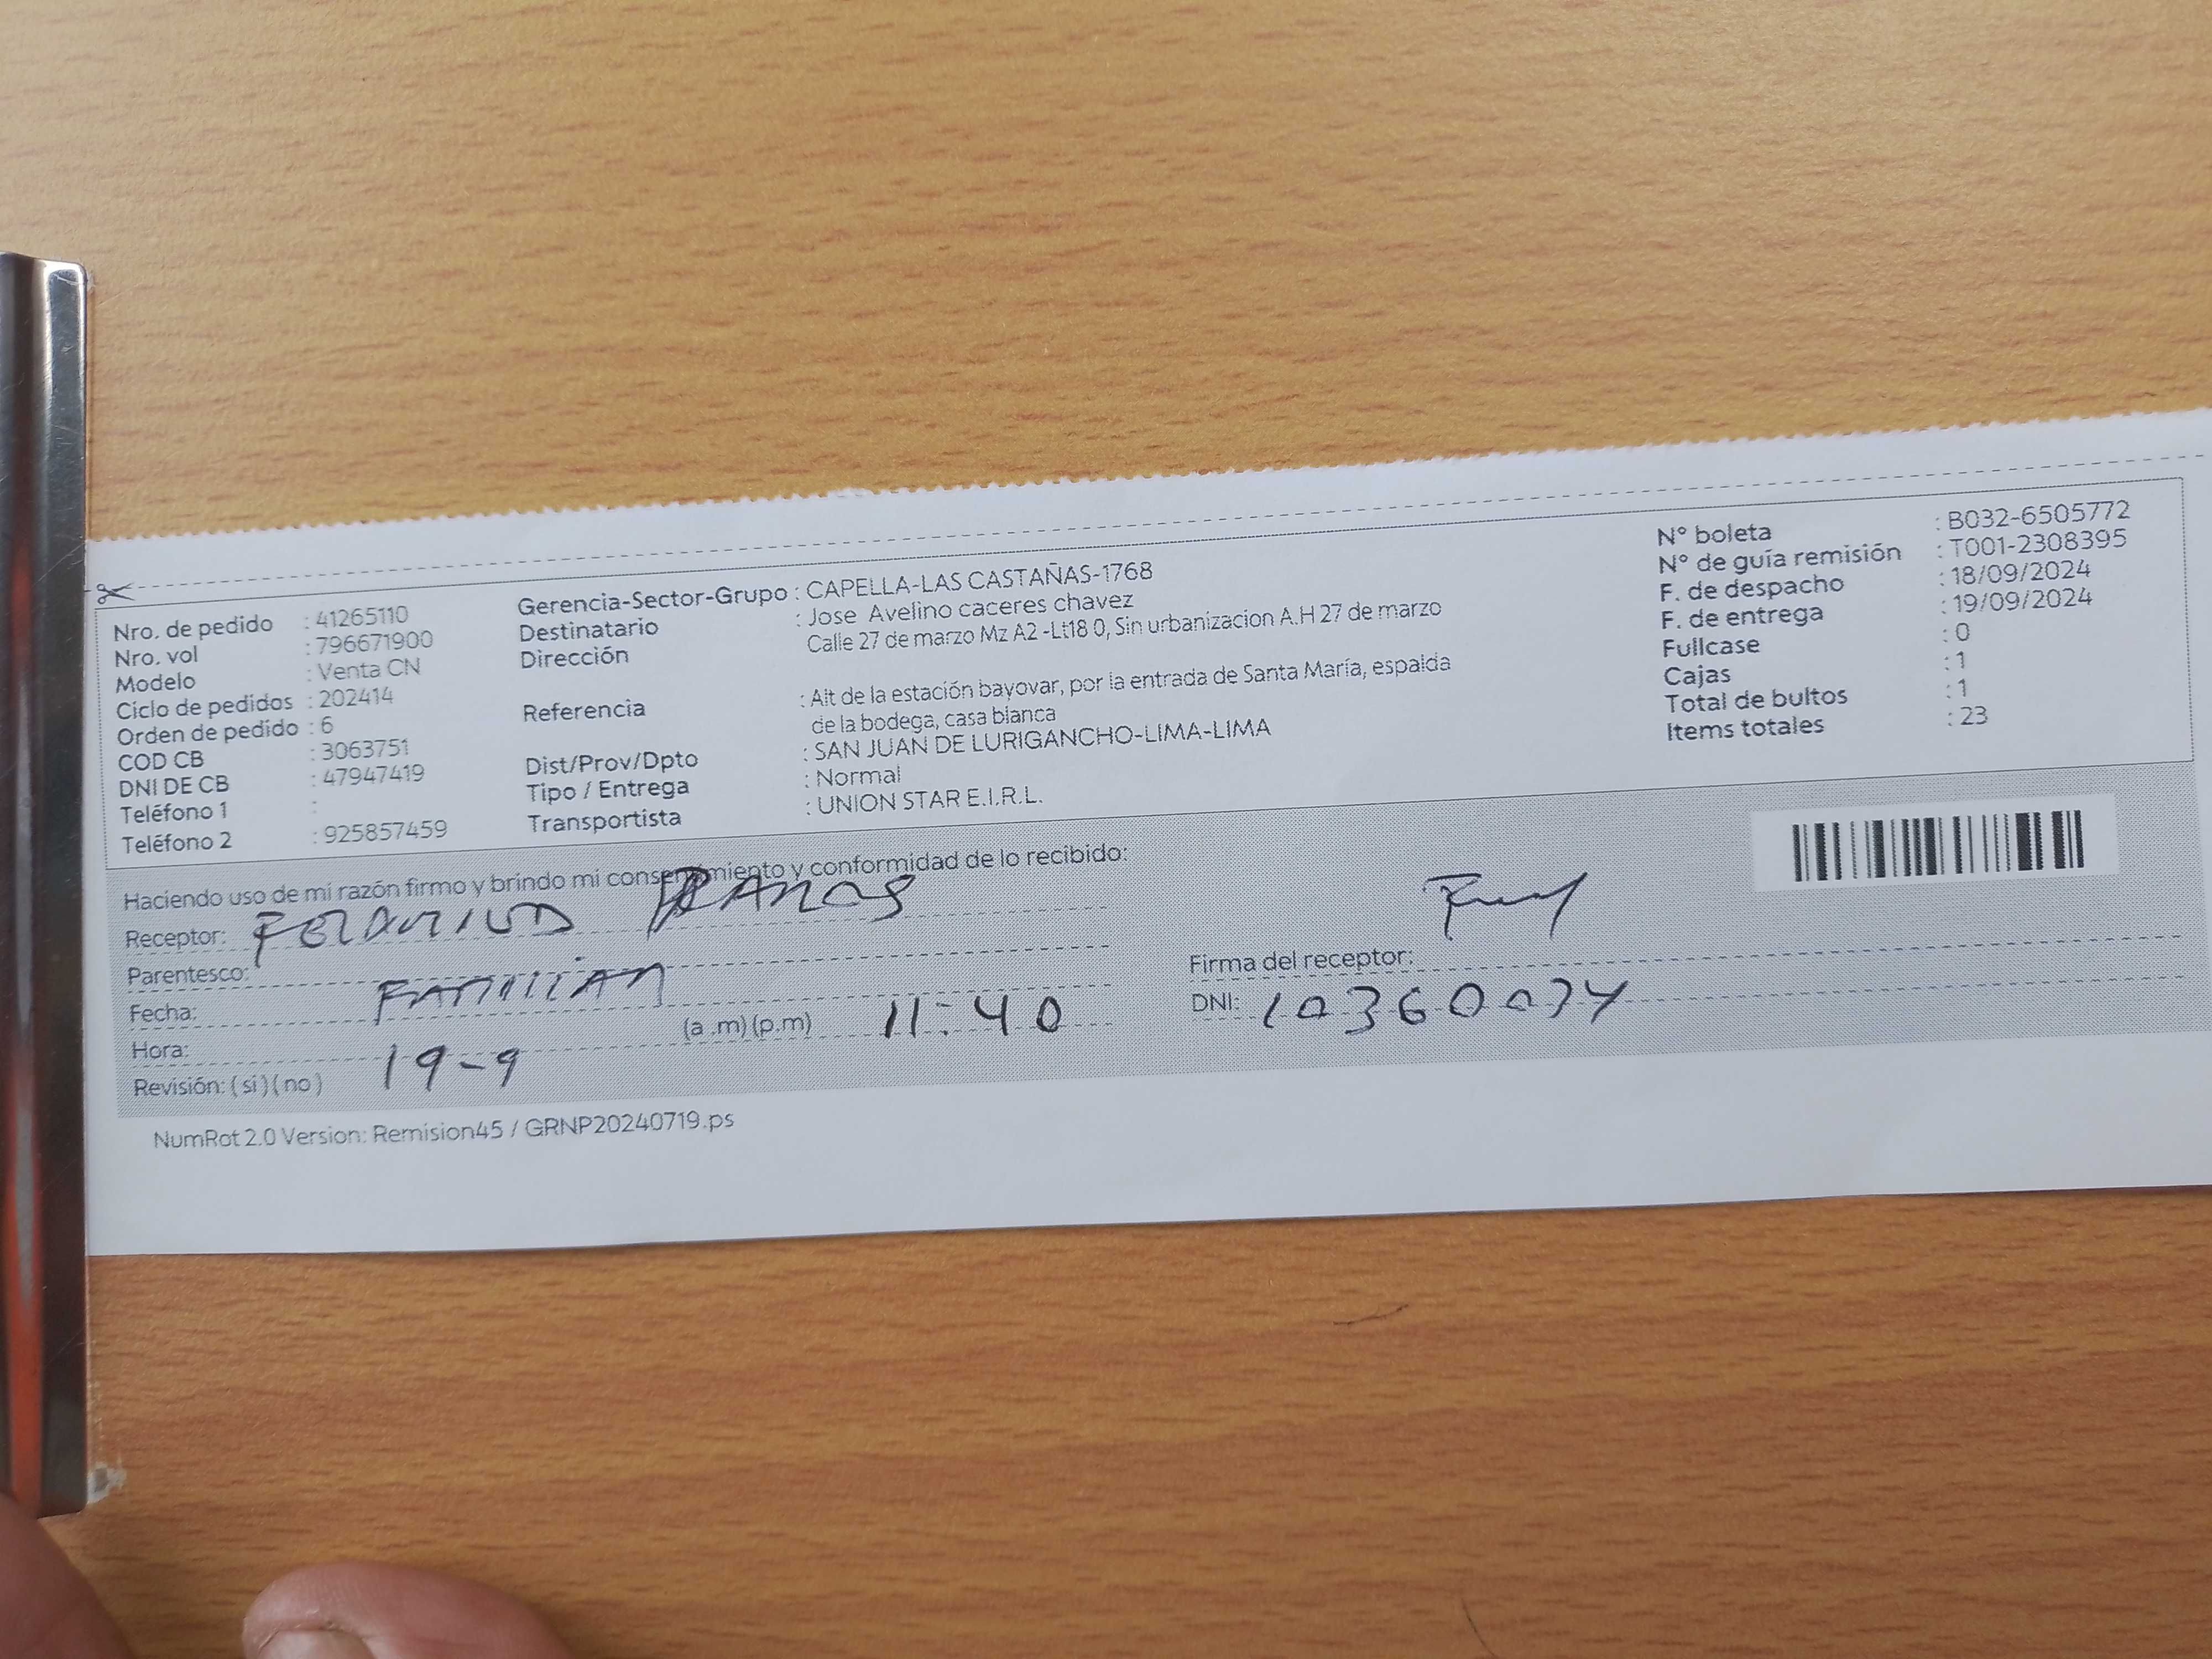 Nro. de pedido : 41265110
Nro. vol : 796671900
Modelo : Venta CN
Ciclo de pedidos : 202414
Orden de pedido : 6
COD CB : 3063751
DNI DE CB : 47947419
Teléfono 1 :
Teléfono 2 : 925857459
Gerencia-Sector-Grupo : CAPELLA-LAS CASTAÑAS-1768
Destinatario : Jose Avelino caceres chavez
Dirección Calle 27 de marzo Mz A2 -Lt18 0, Sin urbanizacion A.H 27 de marzo
Referencia : Alt de la estación bayovar, por la entrada de Santa María, espalda
de la bodega, casa blanca
Dist/Prov/Dpto : SAN JUAN DE LURIGANCHO-LIMA-LIMA
Tipo / Entrega : Normal
Transportista : UNION STAR E.I.R.L.
N° boleta : B032-6505772
N° de guía remisión : T001-2308395
F. de despacho : 18/09/2024
F. de entrega : 19/09/2024
Fullcase : 0
Cajas : 1
Total de bultos : 1
Items totales : 23
Haciendo uso de mi razón firmo y brindo mi consentimiento y conformidad de lo recibido:
Receptor:
Parentesco:
FAMILIAR
Fecha:
Hora: (a .m) (p.m) 11:40
Revisión: (si) (no) 19-9
Firma del receptor:
DNI:
NumRot 2.0 Version: Remision45 / GRNP20240719.ps